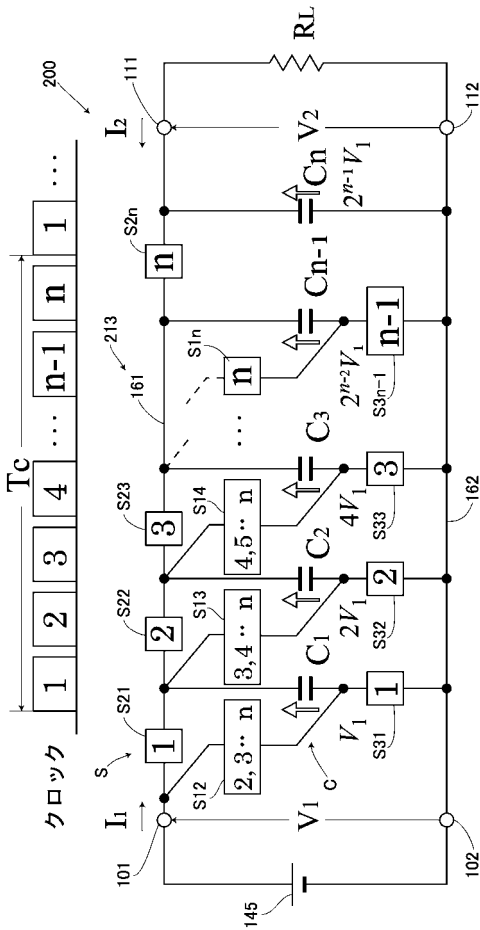 200
Tc
クロック
1
2
3
4
...
n-1
n
1
...
S
S21
S22
S23
161
213
S2n
I1
I2
101
111
1
2
3
n
S12
S13
S14
S1n
2,3·· n
3,4·· n
4,5·· n
...
n
145
V1
C
C1
C2
C3
Cn-1
Cn
V2
RL
V1
2V1
4V1
2^{n-2}V1
2^{n-1}V1
1
2
3
n-1
S31
S32
S33
S3n-1
102
162
112